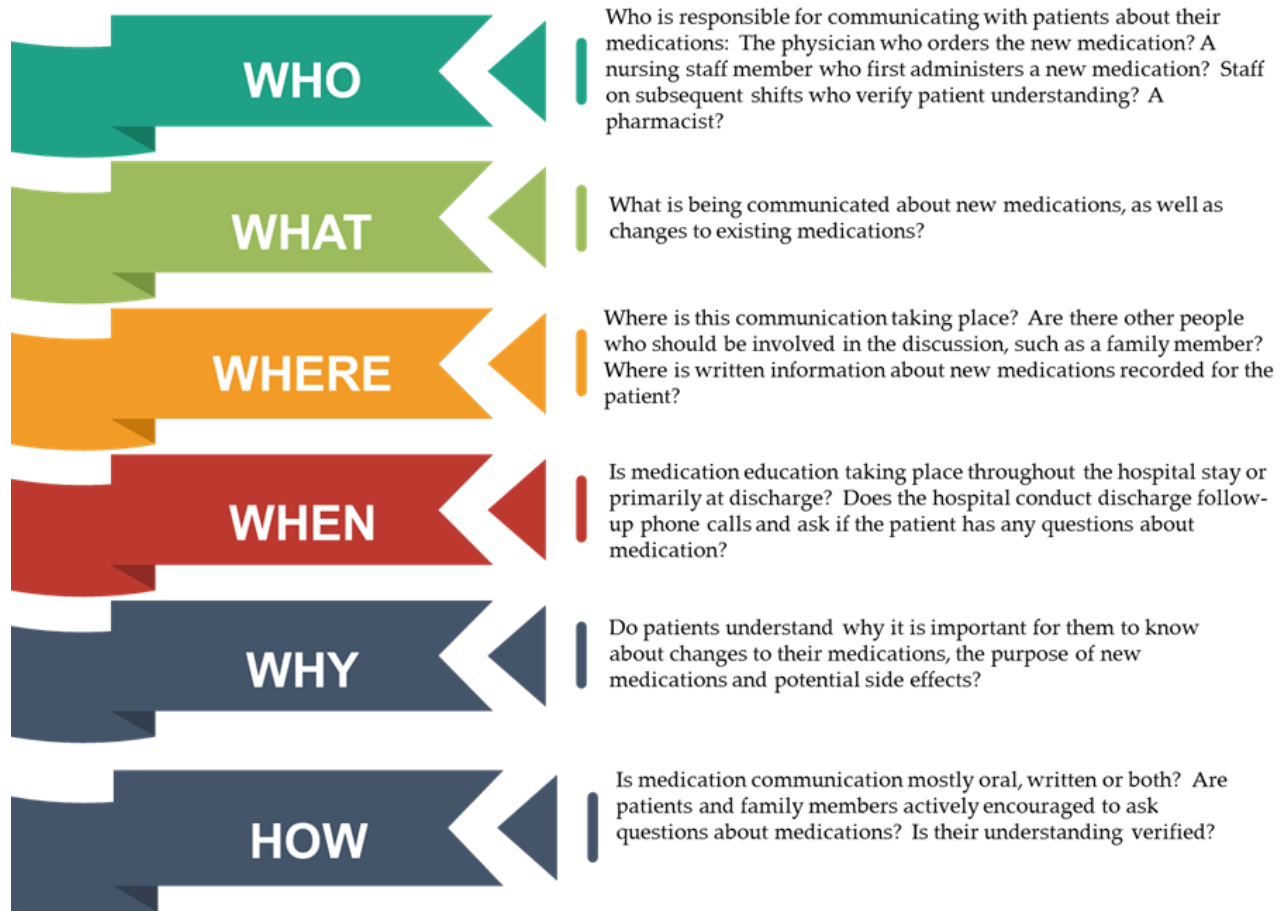 WHO
Who is responsible for communicating with patients about their
medications: The physician who orders the new medication? A
nursing staff member who first administers a new medication? Staff
on subsequent shifts who verify patient understanding? A
pharmacist?
WHAT
What is being communicated about new medications, as well as
changes to existing medications?
WHERE
Where is this communication taking place? Are there other people
who should be involved in the discussion, such as a family member?
Where is written information about new medications recorded for the
patient?
WHEN
Is medication education taking place throughout the hospital stay or
primarily at discharge? Does the hospital conduct discharge follow-
up phone calls and ask if the patient has any questions about
medication?
WHY
Do patients understand why it is important for them to know
about changes to their medications, the purpose of new
medications and potential side effects?
HOW
Is medication communication mostly oral, written or both? Are
patients and family members actively encouraged to ask
questions about medications? Is their understanding verified?